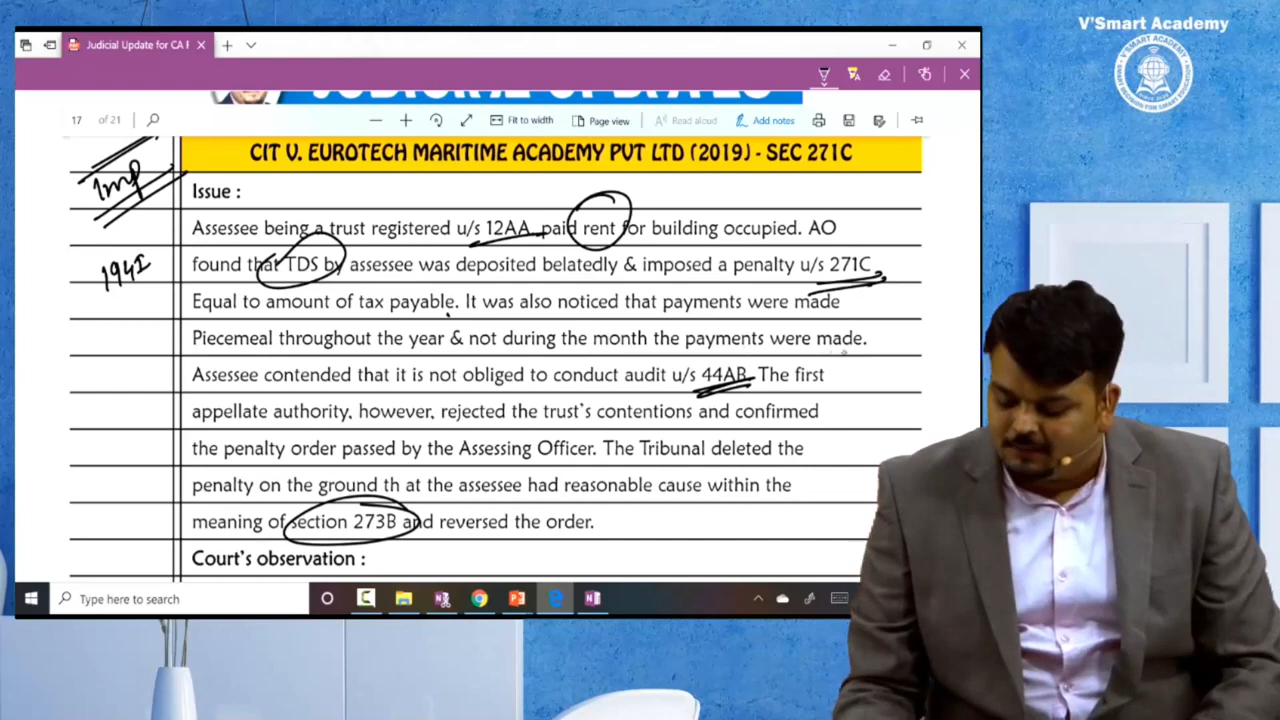 V'Smart Academy
Judicial Update for CA F
17 of 21
Fit to width
Page view
Read aloud
Add notes
CIT V. EUROTECH MARITIME ACADEMY PVT LTD (2019) - SEC 271C
Imp
Issue :
Assessee being a trust registered u/s 12AA paid rent for building occupied. AO
194I
found that TDS by assessee was deposited belatedly & imposed a penalty u/s 271C
Equal to amount of tax payable. It was also noticed that payments were made
Piecemeal throughout the year & not during the month the payments were made.
Assessee contended that it is not obliged to conduct audit u/s 44AB. The first
appellate authority, however, rejected the trust's contentions and confirmed
the penalty order passed by the Assessing Officer. The Tribunal deleted the
penalty on the ground th at the assessee had reasonable cause within the
meaning of section 273B and reversed the order.
Court's observation :
Type here to search